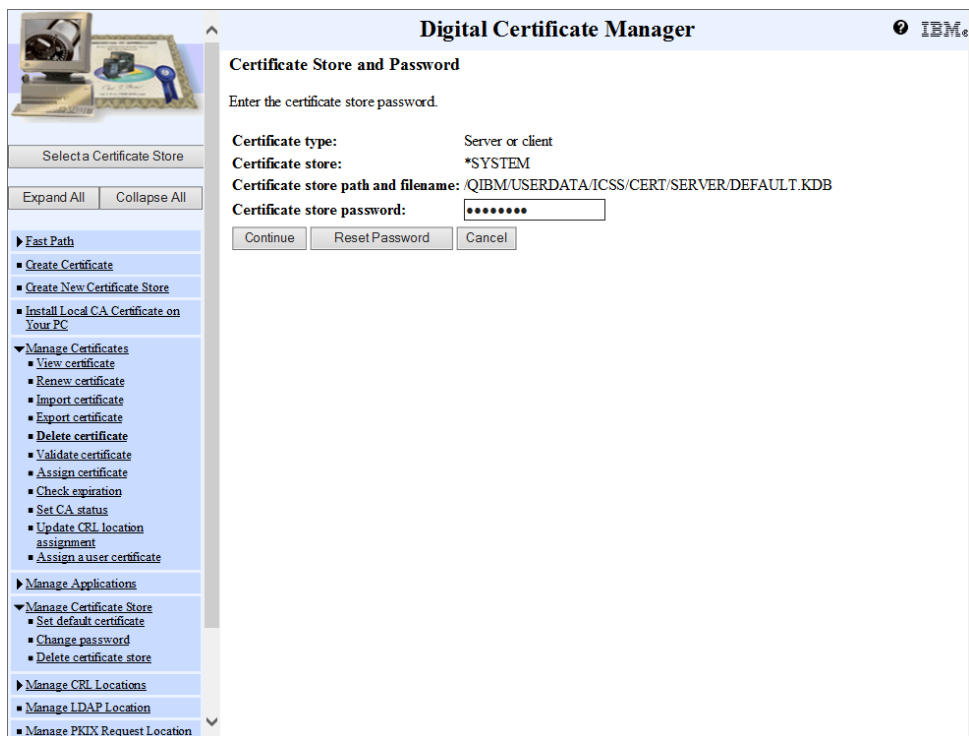 Digital Certificate Manager
IBM
Certificate Store and Password
Enter the certificate store password.
Certificate type: Server or client
Certificate store: *SYSTEM
Certificate store path and filename: /QIBM/USERDATA/ICSS/CERT/SERVER/DEFAULT.KDB
Certificate store password: ••••••••
Continue Reset Password Cancel
Select a Certificate Store
Expand All Collapse All
Fast Path
Create Certificate
Create New Certificate Store
Install Local CA Certificate on
Your PC
Manage Certificates
View certificate
Renew certificate
Import certificate
Export certificate
Delete certificate
Validate certificate
Assign certificate
Check expiration
Set CA status
Update CRL location
assignment
Assign a user certificate
Manage Applications
Manage Certificate Store
Set default certificate
Change password
Delete certificate store
Manage CRL Locations
Manage LDAP Location
Manage PKIX Request Location